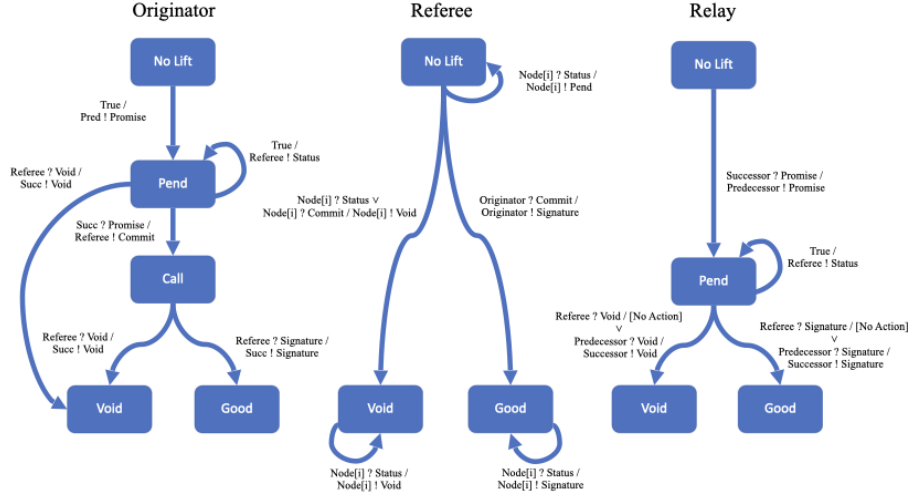 Originator
Referee
Relay
No Lift
True /
Pred ! Promise
Pend
True /
Referee ! Status
Referee ? Void /
Succ ! Void
Succ ? Promise /
Referee ! Commit
Call
Referee ? Void /
Succ ! Void
Referee ? Signature /
Succ ! Signature
Void
Good
No Lift
Node[i] ? Status /
Node[i] ! Pend
Node[i] ? Status ∨
Node[i] ? Commit / Node[i] ! Void
Originator ? Commit /
Originator ! Signature
Void
Good
Node[i] ? Status /
Node[i] ! Void
Node[i] ? Status /
Node[i] ! Signature
No Lift
Successor ? Promise /
Predecessor ! Promise
Pend
True /
Referee ! Status
Referee ? Void / [No Action]
∨
Predecessor ? Void /
Successor ! Void
Referee ? Signature / [No Action]
∨
Predecessor ? Signature /
Successor ! Signature
Void
Good